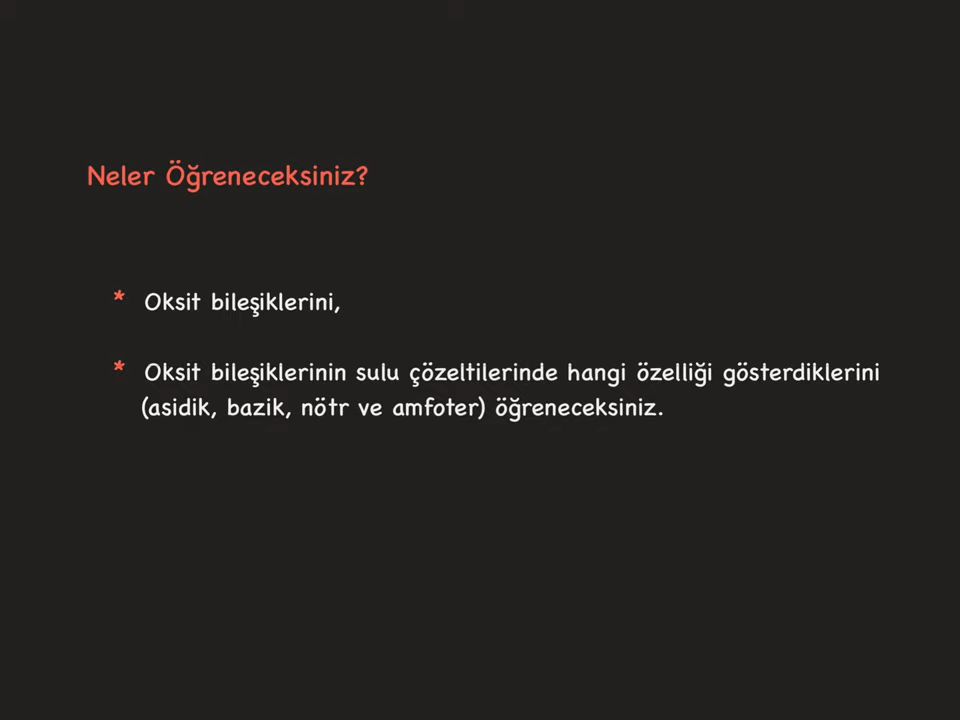 Neler Öğreneceksiniz?
* Oksit bileşiklerini,
* Oksit bileşiklerinin sulu çözeltilerinde hangi özelliği gösterdiklerini
(asidik, bazik, nötr ve amfoter) öğreneceksiniz.